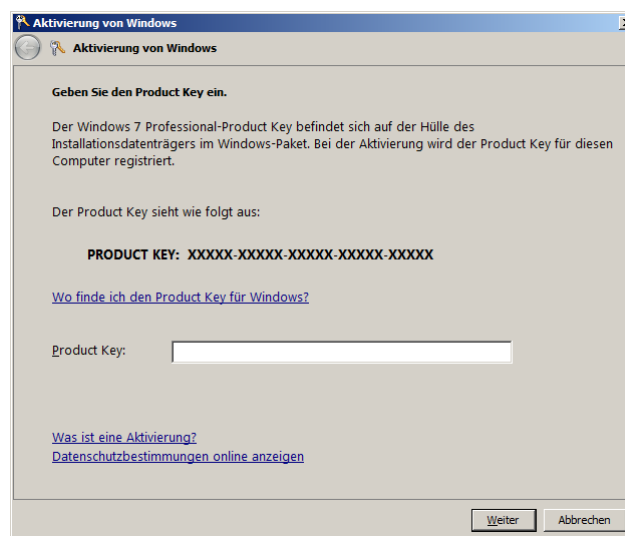 Aktivierung von Windows
Aktivierung von Windows
Geben Sie den Product Key ein.
Der Windows 7 Professional-Product Key befindet sich auf der Hülle des
Installationsdatenträgers im Windows-Paket. Bei der Aktivierung wird der Product Key für diesen
Computer registriert.
Der Product Key sieht wie folgt aus:
PRODUCT KEY: XXXXX-XXXXX-XXXXX-XXXXX-XXXXX
Wo finde ich den Product Key für Windows?
Product Key:
Was ist eine Aktivierung?
Datenschutzbestimmungen online anzeigen
Weiter Abbrechen